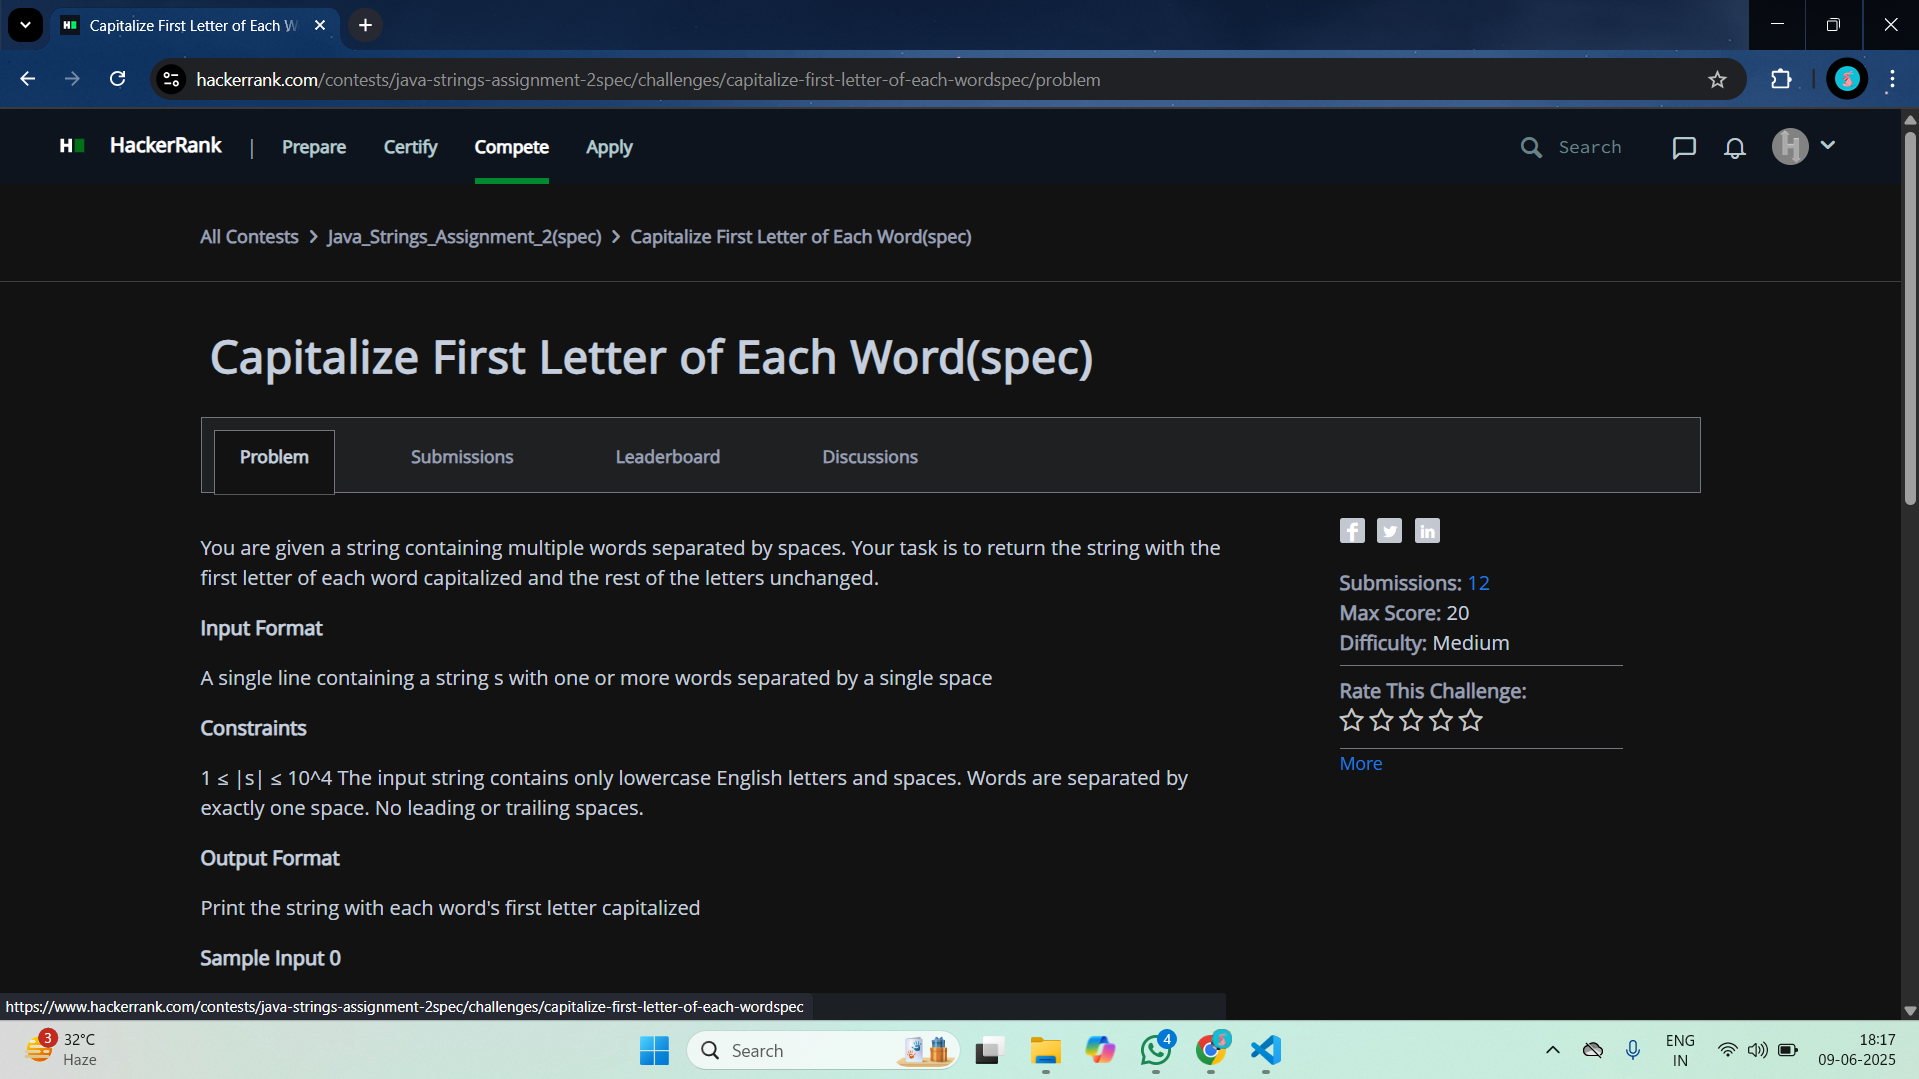 Capitalize First Letter of Each W
hackerrank.com/contests/java-strings-assignment-2spec/challenges/capitalize-first-letter-of-each-wordspec/problem
H HackerRank | Prepare Certify Compete Apply Search
All Contests > Java_Strings_Assignment_2(spec) > Capitalize First Letter of Each Word(spec)
Capitalize First Letter of Each Word(spec)
Problem Submissions Leaderboard Discussions
You are given a string containing multiple words separated by spaces. Your task is to return the string with the
first letter of each word capitalized and the rest of the letters unchanged.
Input Format
A single line containing a string s with one or more words separated by a single space
Constraints
1 ≤ |s| ≤ 10^4 The input string contains only lowercase English letters and spaces. Words are separated by
exactly one space. No leading or trailing spaces.
Output Format
Print the string with each word's first letter capitalized
Sample Input 0
Submissions: 12
Max Score: 20
Difficulty: Medium
Rate This Challenge:
More
https://www.hackerrank.com/contests/java-strings-assignment-2spec/challenges/capitalize-first-letter-of-each-wordspec
3
32°C
Haze
Search
4
ENG
IN
18:17
09-06-2025